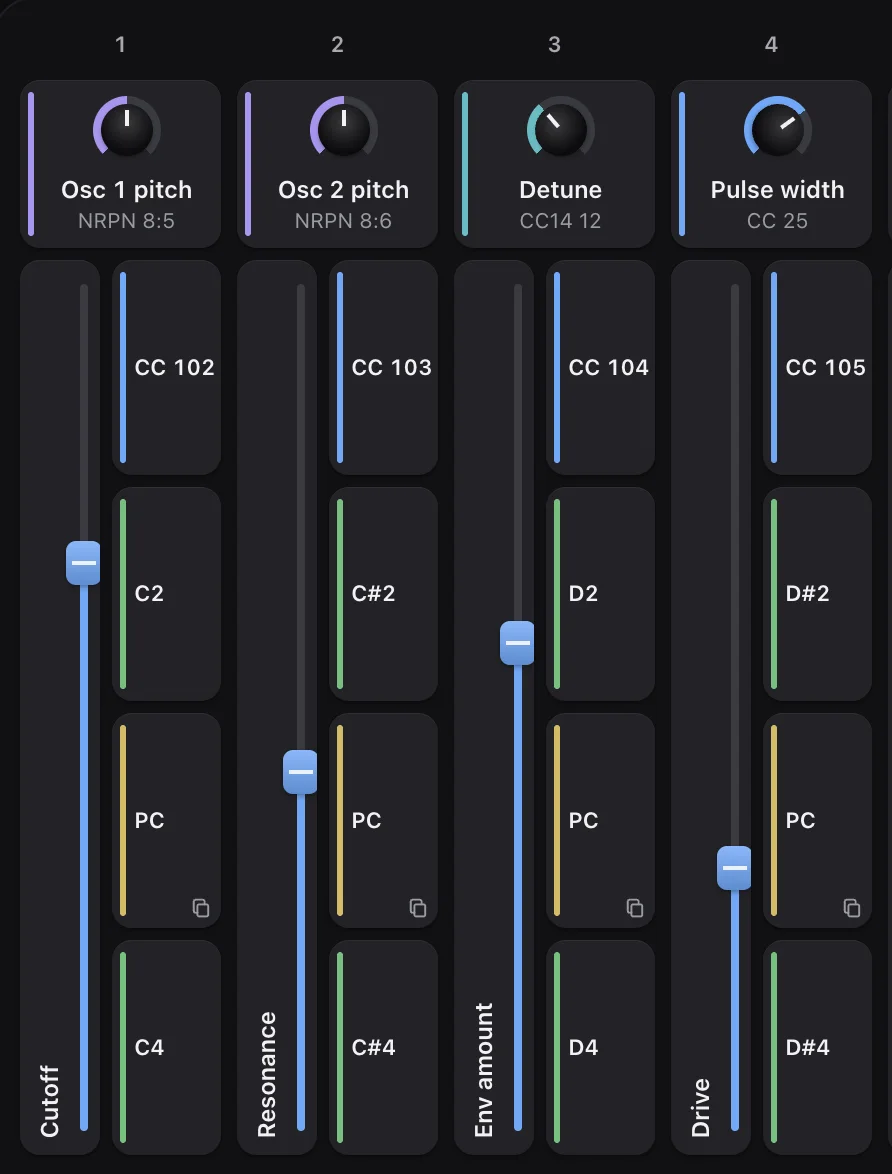 1
2
3
4
Osc 1 pitch
NRPN 8:5
Osc 2 pitch
NRPN 8:6
Detune
CC14 12
Pulse width
CC 25
Cutoff
CC 102
C2
PC
C4
Resonance
CC 103
C#2
PC
C#4
Env amount
CC 104
D2
PC
D4
Drive
CC 105
D#2
PC
D#4